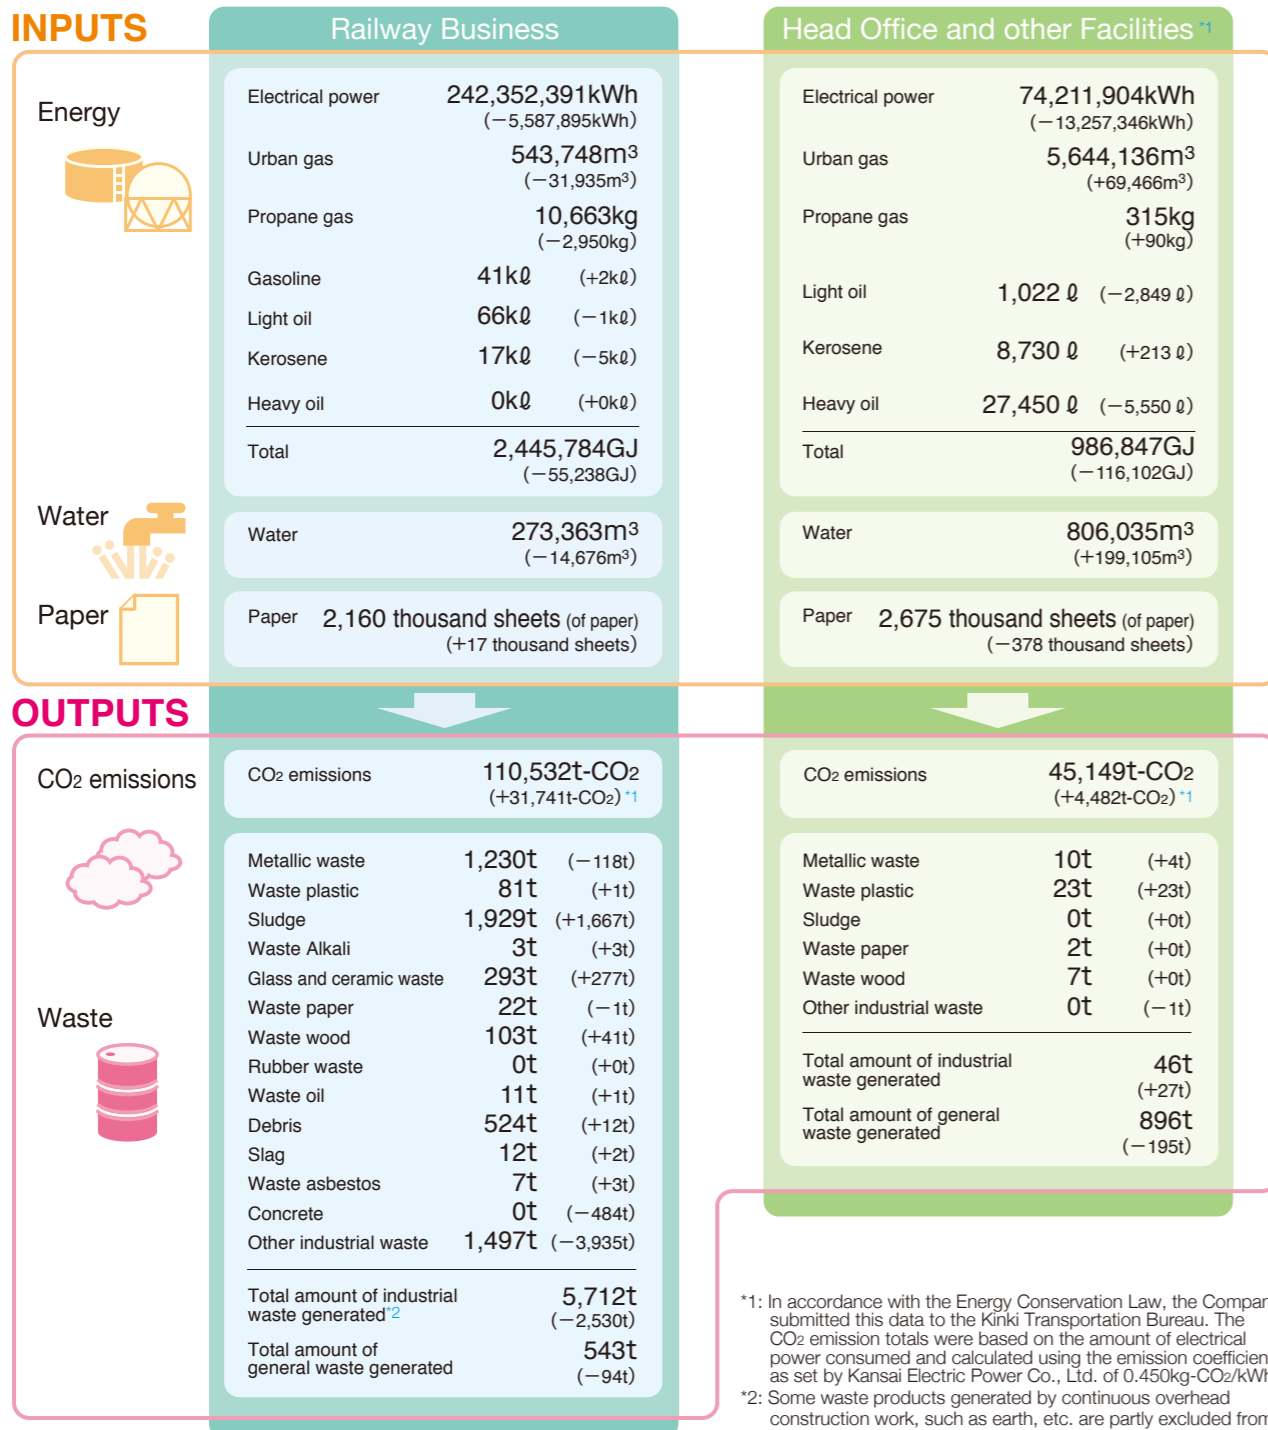 INPUTS
Railway Business
Head Office and other Facilities *1
Energy
Electrical power 242,352,391kWh
(−5,587,895kWh)
Urban gas 543,748m³
(−31,935m³)
Propane gas 10,663kg
(−2,950kg)
Gasoline 41kℓ (+2kℓ)
Light oil 66kℓ (−1kℓ)
Kerosene 17kℓ (−5kℓ)
Heavy oil 0kℓ (+0kℓ)
Total 2,445,784GJ
(−55,238GJ)
Electrical power 74,211,904kWh
(−13,257,346kWh)
Urban gas 5,644,136m³
(+69,466m³)
Propane gas 315kg
(+90kg)
Light oil 1,022 ℓ (−2,849 ℓ)
Kerosene 8,730 ℓ (+213 ℓ)
Heavy oil 27,450 ℓ (−5,550 ℓ)
Total 986,847GJ
(−116,102GJ)
Water
Water 273,363m³
(−14,676m³)
Water 806,035m³
(+199,105m³)
Paper
Paper 2,160 thousand sheets (of paper)
(+17 thousand sheets)
Paper 2,675 thousand sheets (of paper)
(−378 thousand sheets)
OUTPUTS
CO2 emissions
CO2 emissions 110,532t-CO2
(+31,741t-CO2) *1
CO2 emissions 45,149t-CO2
(+4,482t-CO2) *1
Waste
Metallic waste 1,230t (−118t)
Waste plastic 81t (+1t)
Sludge 1,929t (+1,667t)
Waste Alkali 3t (+3t)
Glass and ceramic waste 293t (+277t)
Waste paper 22t (−1t)
Waste wood 103t (+41t)
Rubber waste 0t (+0t)
Waste oil 11t (+1t)
Debris 524t (+12t)
Slag 12t (+2t)
Waste asbestos 7t (+3t)
Concrete 0t (−484t)
Other industrial waste 1,497t (−3,935t)
Total amount of industrial
waste generated*2 5,712t
(−2,530t)
Total amount of
general waste generated 543t
(−94t)
Metallic waste 10t (+4t)
Waste plastic 23t (+23t)
Sludge 0t (+0t)
Waste paper 2t (+0t)
Waste wood 7t (+0t)
Other industrial waste 0t (−1t)
Total amount of industrial
waste generated 46t
(+27t)
Total amount of general
waste generated 896t
(−195t)
*1: In accordance with the Energy Conservation Law, the Compan
submitted this data to the Kinki Transportation Bureau. The
CO2 emission totals were based on the amount of electrical
power consumed and calculated using the emission coefficien
as set by Kansai Electric Power Co., Ltd. of 0.450kg-CO2/kWh
*2: Some waste products generated by continuous overhead
construction work, such as earth, etc. are partly excluded from